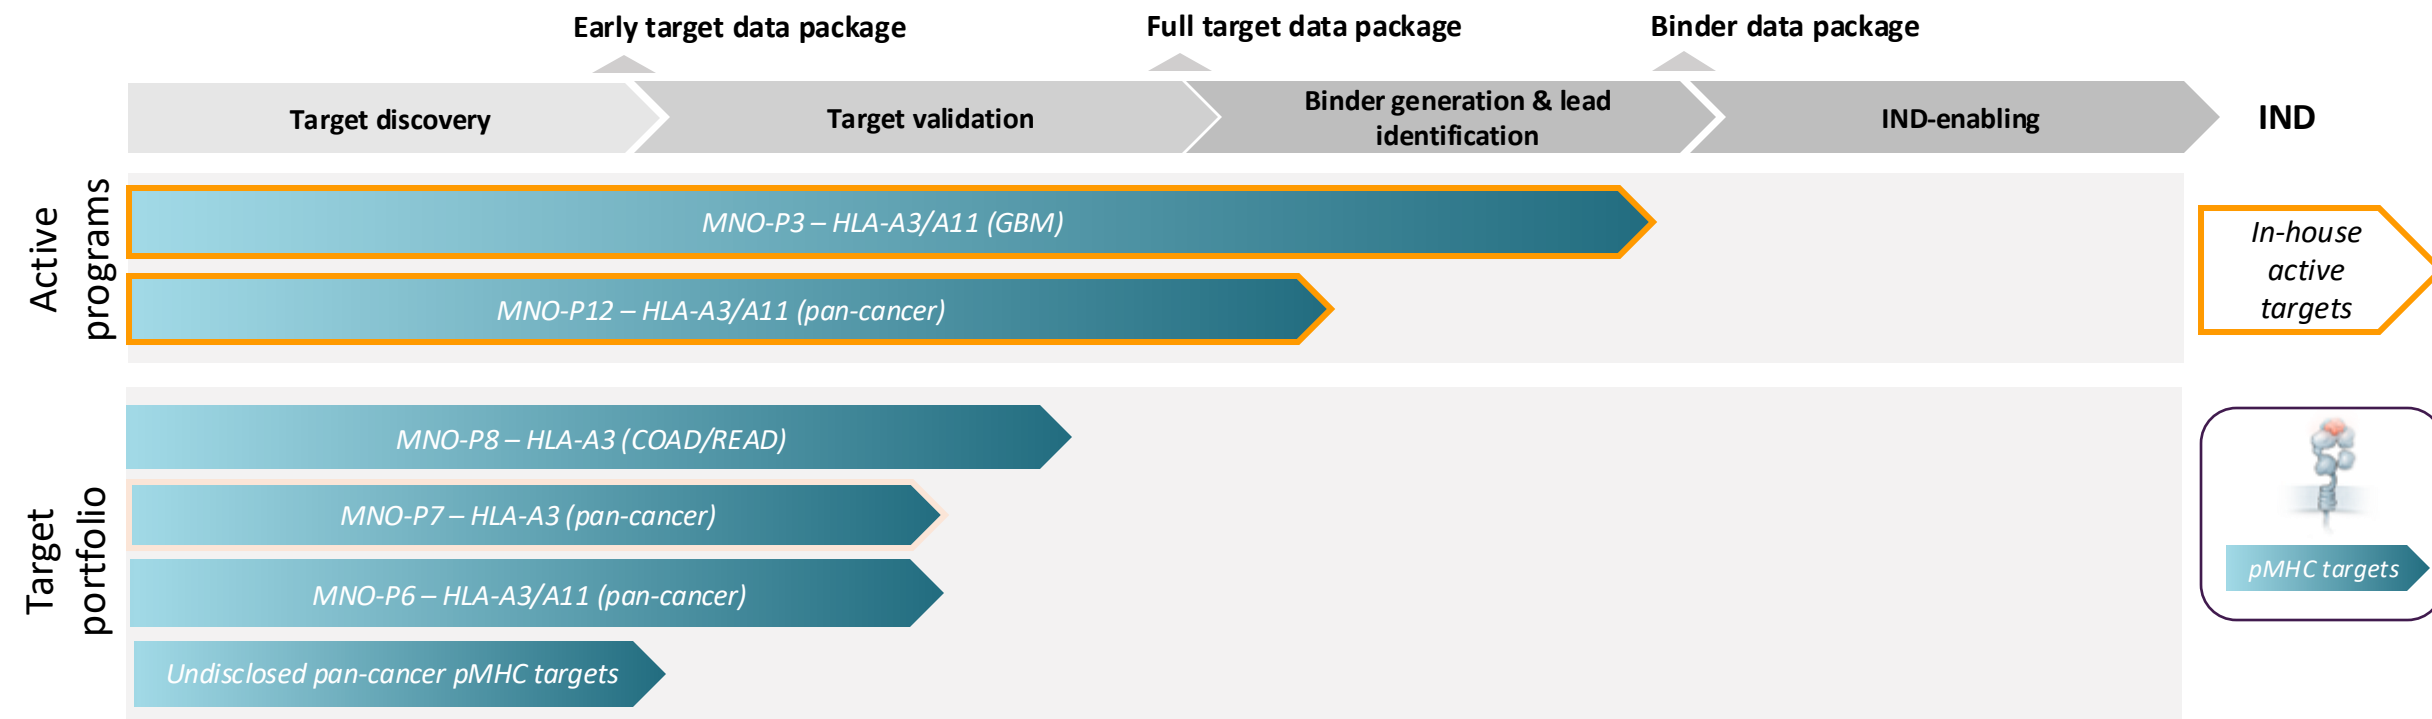 Early target data package
Full target data package
Binder data package
Target discovery
Target validation
Binder generation & lead
identification
IND-enabling
IND
Active
programs
MNO-P3 – HLA-A3/A11 (GBM)
MNO-P12 – HLA-A3/A11 (pan-cancer)
In-house
active
targets
Target
portfolio
MNO-P8 – HLA-A3 (COAD/READ)
MNO-P7 – HLA-A3 (pan-cancer)
MNO-P6 – HLA-A3/A11 (pan-cancer)
Undisclosed pan-cancer pMHC targets
pMHC targets